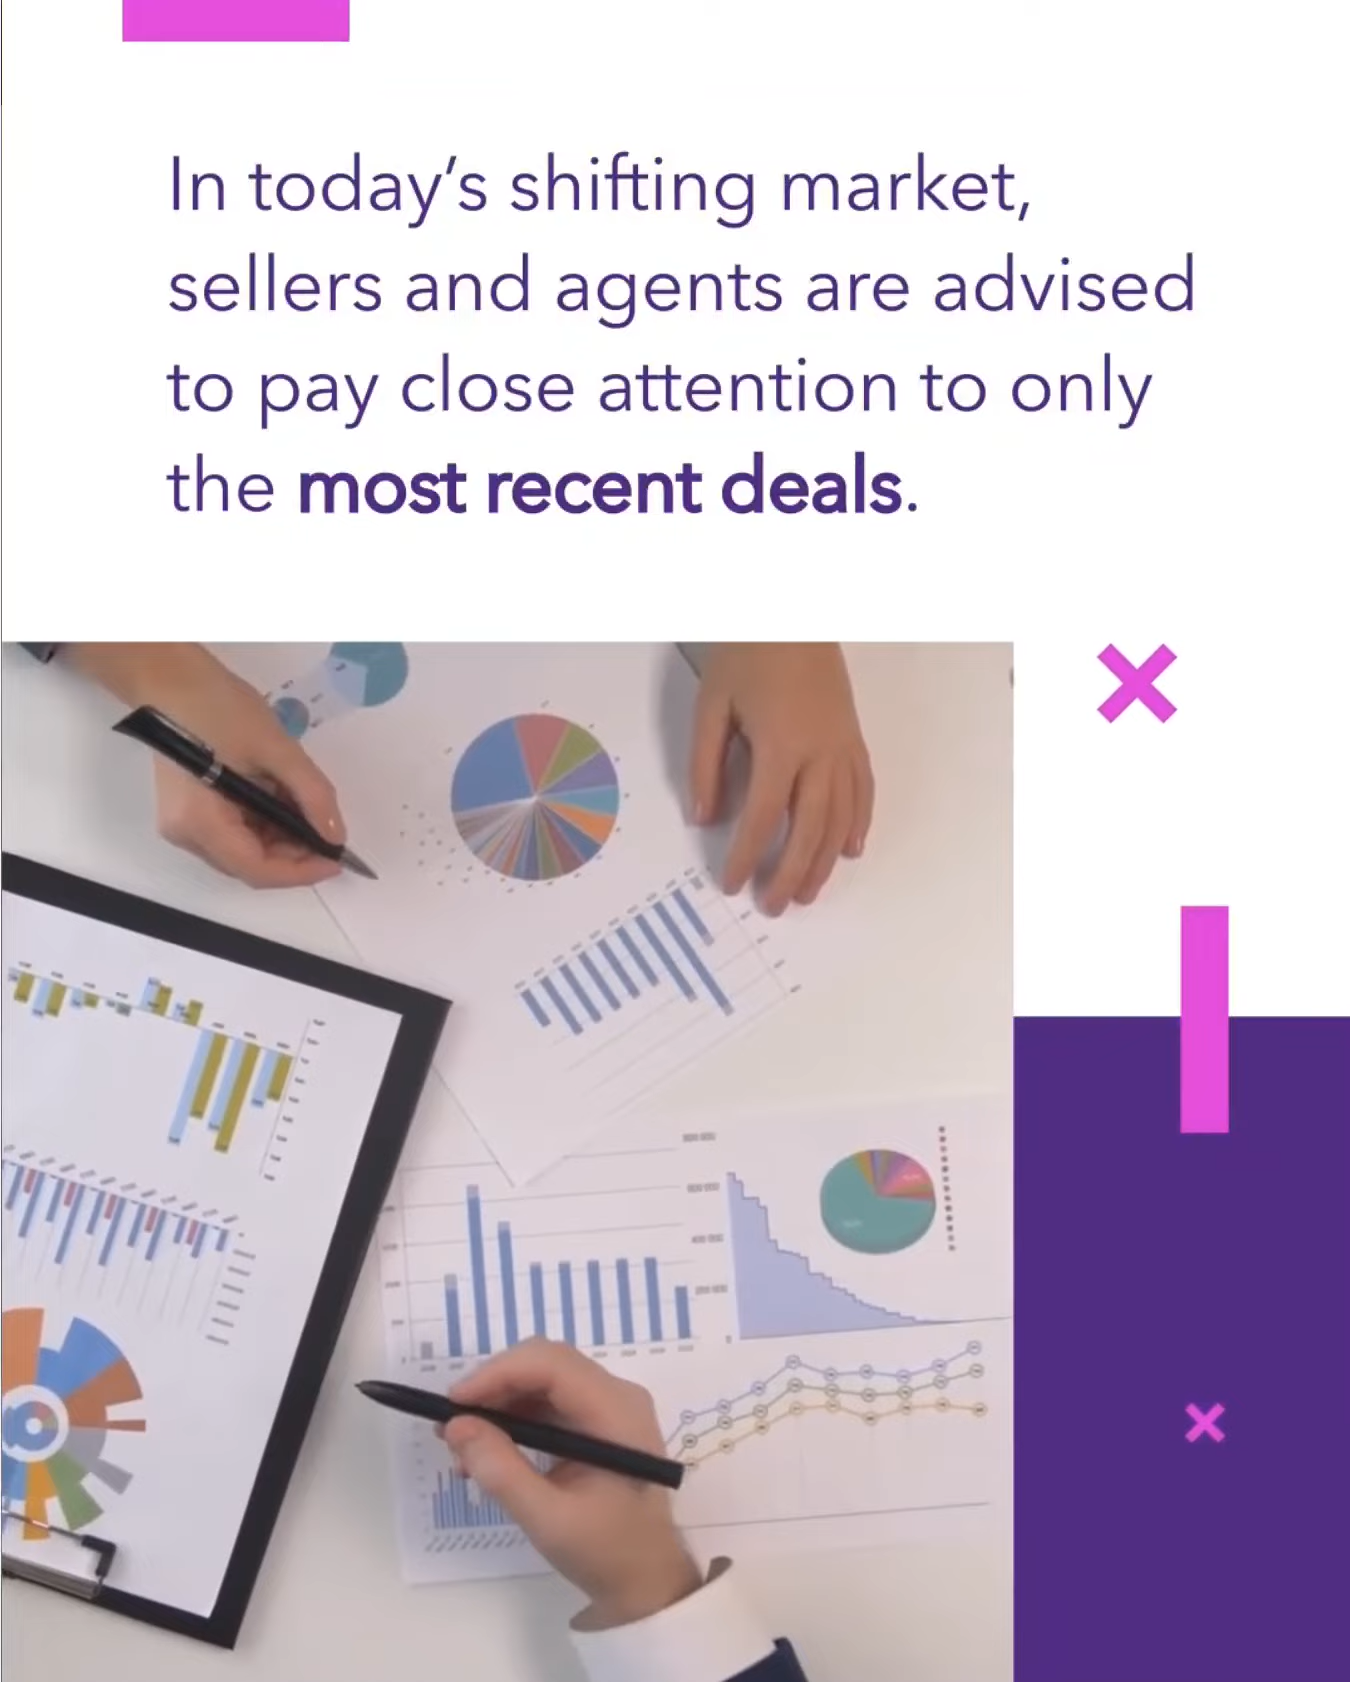 In today's shifting market,
sellers and agents are advised
to pay close attention to only
the most recent deals.